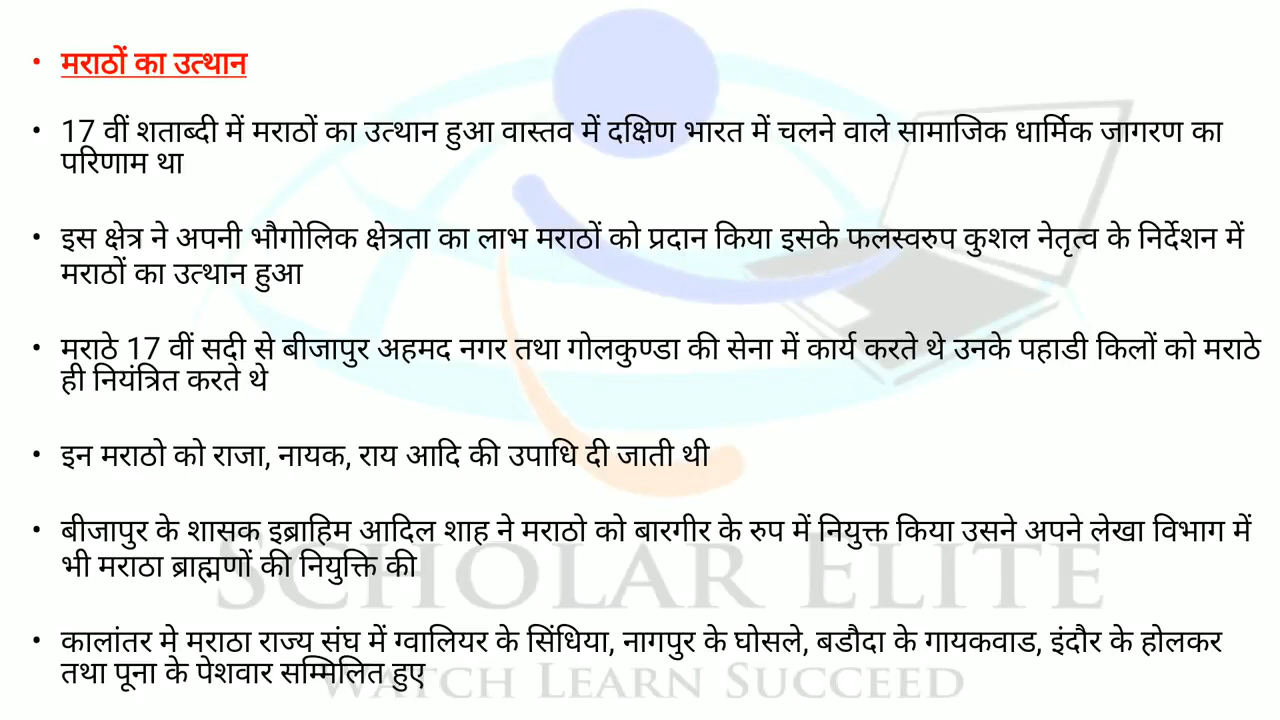 • मराठों का उत्थान
• 17 वीं शताब्दी में मराठों का उत्थान हुआ वास्तव में दक्षिण भारत में चलने वाले सामाजिक धार्मिक जागरण का
परिणाम था
• इस क्षेत्र ने अपनी भौगोलिक क्षेत्रता का लाभ मराठों को प्रदान किया इसके फलस्वरुप कुशल नेतृत्व के निर्देशन में
मराठों का उत्थान हुआ
• मराठे 17 वीं सदी से बीजापुर अहमद नगर तथा गोलकुण्डा की सेना में कार्य करते थे उनके पहाडी किलों को मराठे
ही नियंत्रित करते थे
• इन मराठो को राजा, नायक, राय आदि की उपाधि दी जाती थी
• बीजापुर के शासक इब्राहिम आदिल शाह ने मराठो को बारगीर के रुप में नियुक्त किया उसने अपने लेखा विभाग में
भी मराठा ब्राह्मणों की नियुक्ति की
SCHOLAR ELITE
• कालांतर मे मराठा राज्य संघ में ग्वालियर के सिंधिया, नागपुर के घोसले, बडौदा के गायकवाड, इंदौर के होलकर
तथा पूना के पेशवार सम्मिलित हुए
WATCH LEARN SUCCEED